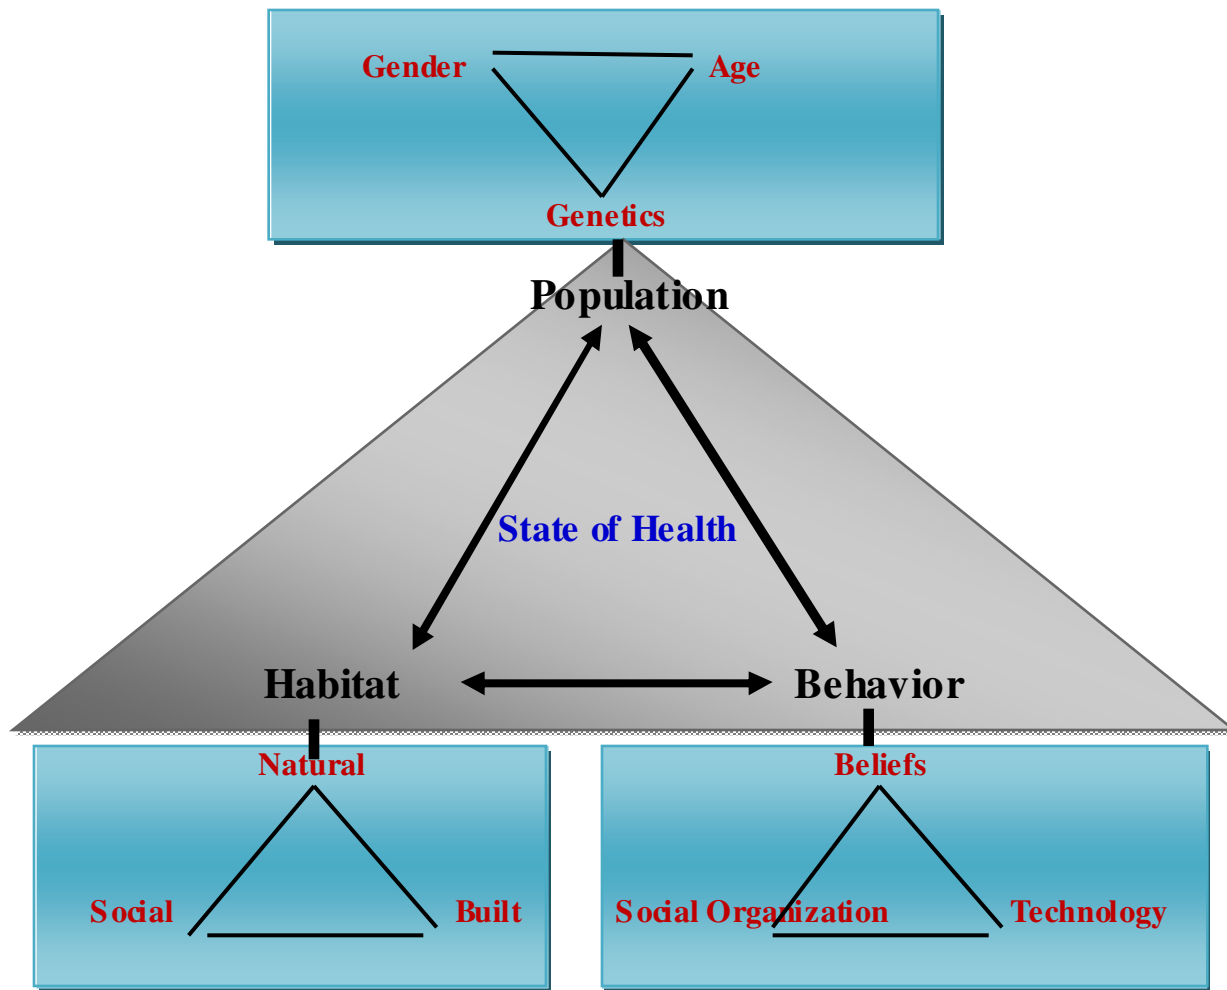 Gender
Age
Genetics
Population
State of Health
Habitat
Behavior
Natural
Beliefs
Social
Built
Social Organization
Technology